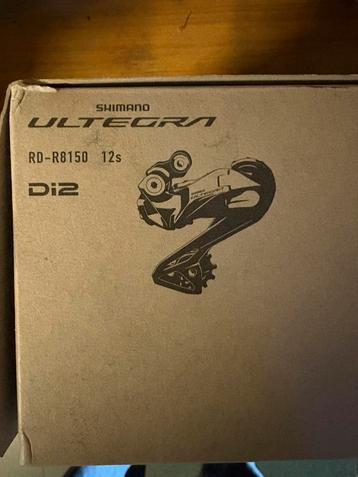 SHIMANO
ULTEGRA
RD-R8150 12s
Di2